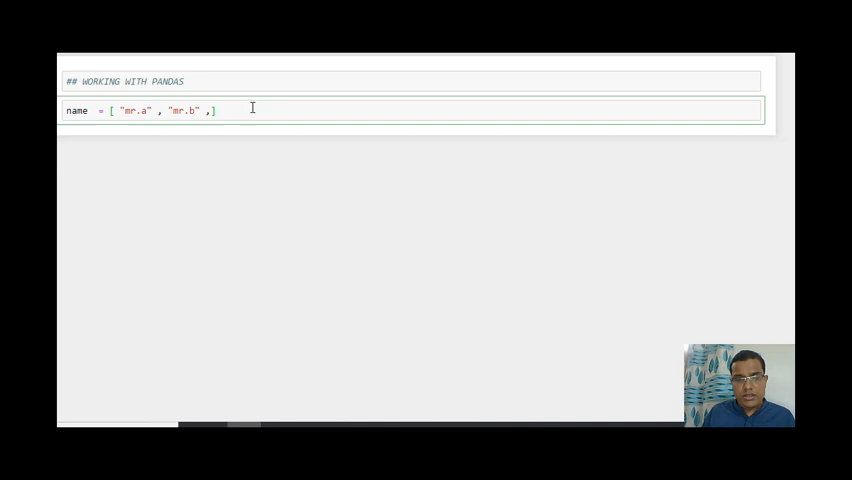 ## WORKING WITH PANDAS
name = [ "mr.a" , "mr.b" ,]